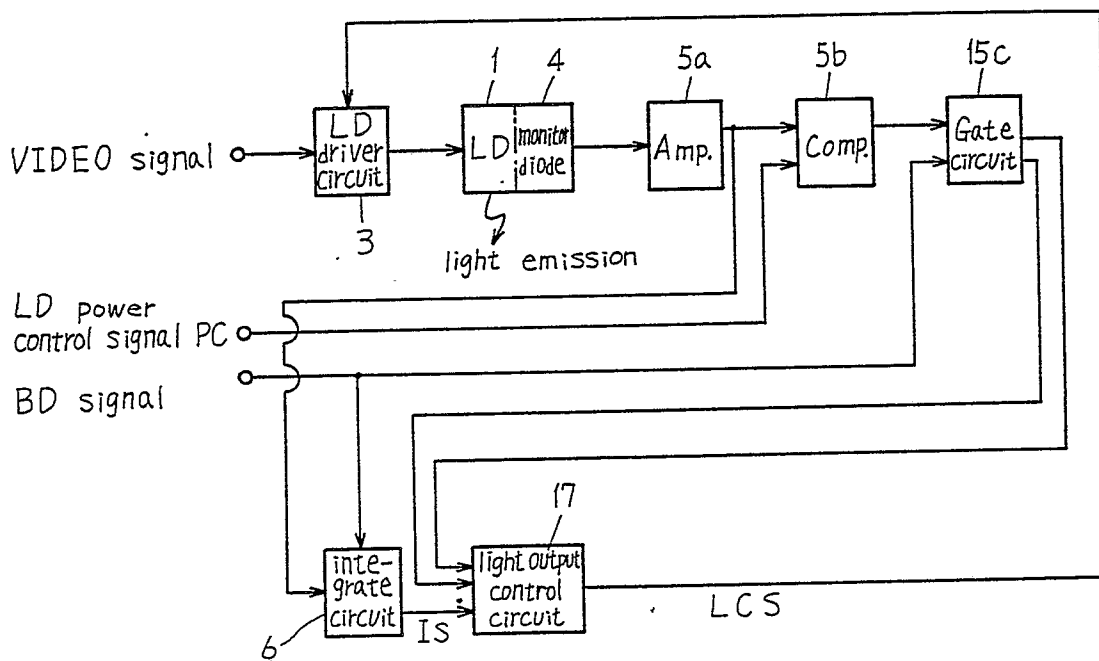 1
4
5a
5b
15c
VIDEO signal
LD
driver
circuit
3
LD
monitor
diode
Amp.
Comp.
Gate
circuit
light emission
LD power
control signal PC
BD signal
17
inte-
grate
circuit
6
IS
light output
control
circuit
LCS